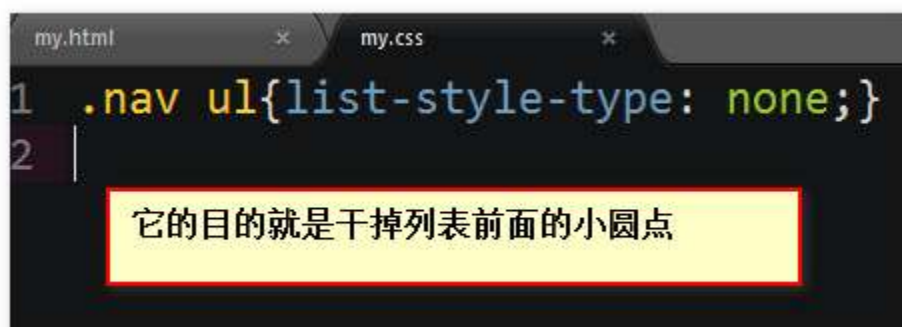 my.html × my.css ×
1 .nav ul{list-style-type: none;}
2
它的目的就是干掉列表前面的小圆点